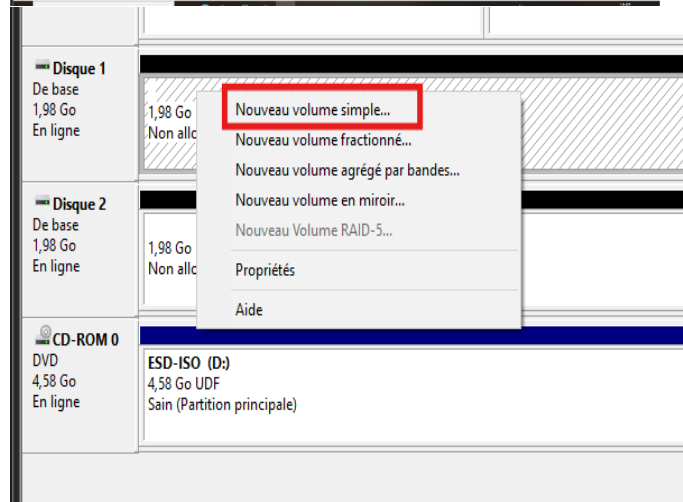 Disque 1
De base
1,98 Go
En ligne
1,98 Go
Non allo
Nouveau volume simple...
Nouveau volume fractionné...
Nouveau volume agrégé par bandes...
Nouveau volume en miroir...
Nouveau Volume RAID-5...
Propriétés
Aide
Disque 2
De base
1,98 Go
En ligne
1,98 Go
Non allo
CD-ROM 0
DVD
4,58 Go
En ligne
ESD-ISO (D:)
4,58 Go UDF
Sain (Partition principale)